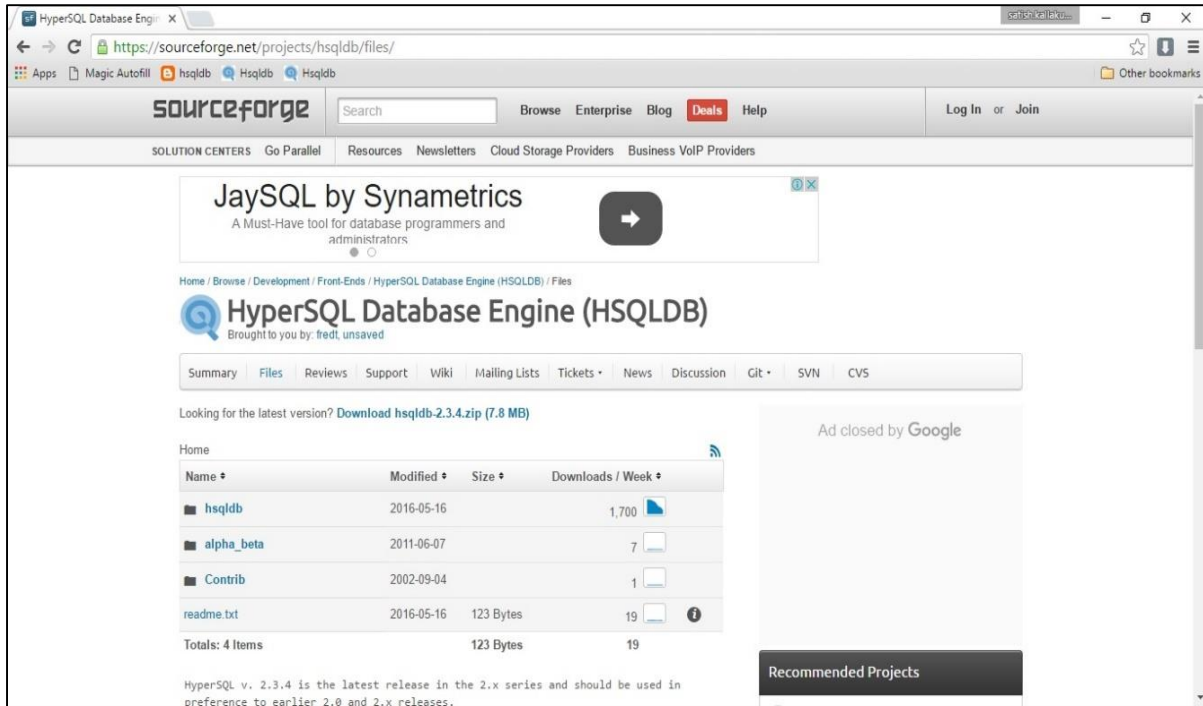 HyperSQL Database Engin
https://sourceforge.net/projects/hsqldb/files/
Apps Magic Autofill hsqldb Hsqldb Hsqldb Other bookmarks
sourceforge Search Browse Enterprise Blog Deals Help Log In or Join
SOLUTION CENTERS Go Parallel Resources Newsletters Cloud Storage Providers Business VoIP Providers
JaySQL by Synametrics
A Must-Have tool for database programmers and
administrators
Home / Browse / Development / Front-Ends / HyperSQL Database Engine (HSQLDB) / Files
HyperSQL Database Engine (HSQLDB)
Brought to you by: fredt, unsaved
Summary Files Reviews Support Wiki Mailing Lists Tickets News Discussion Git SVN CVS
Looking for the latest version? Download hsqldb-2.3.4.zip (7.8 MB)
Ad closed by Google
Home
Name Modified Size Downloads / Week
hsqldb 2016-05-16 1,700
alpha_beta 2011-06-07 7
Contrib 2002-09-04 1
readme.txt 2016-05-16 123 Bytes 19
Totals: 4 Items 123 Bytes 19
Recommended Projects
HyperSQL v. 2.3.4 is the latest release in the 2.x series and should be used in
preference to earlier 2.0 and 2.x releases.